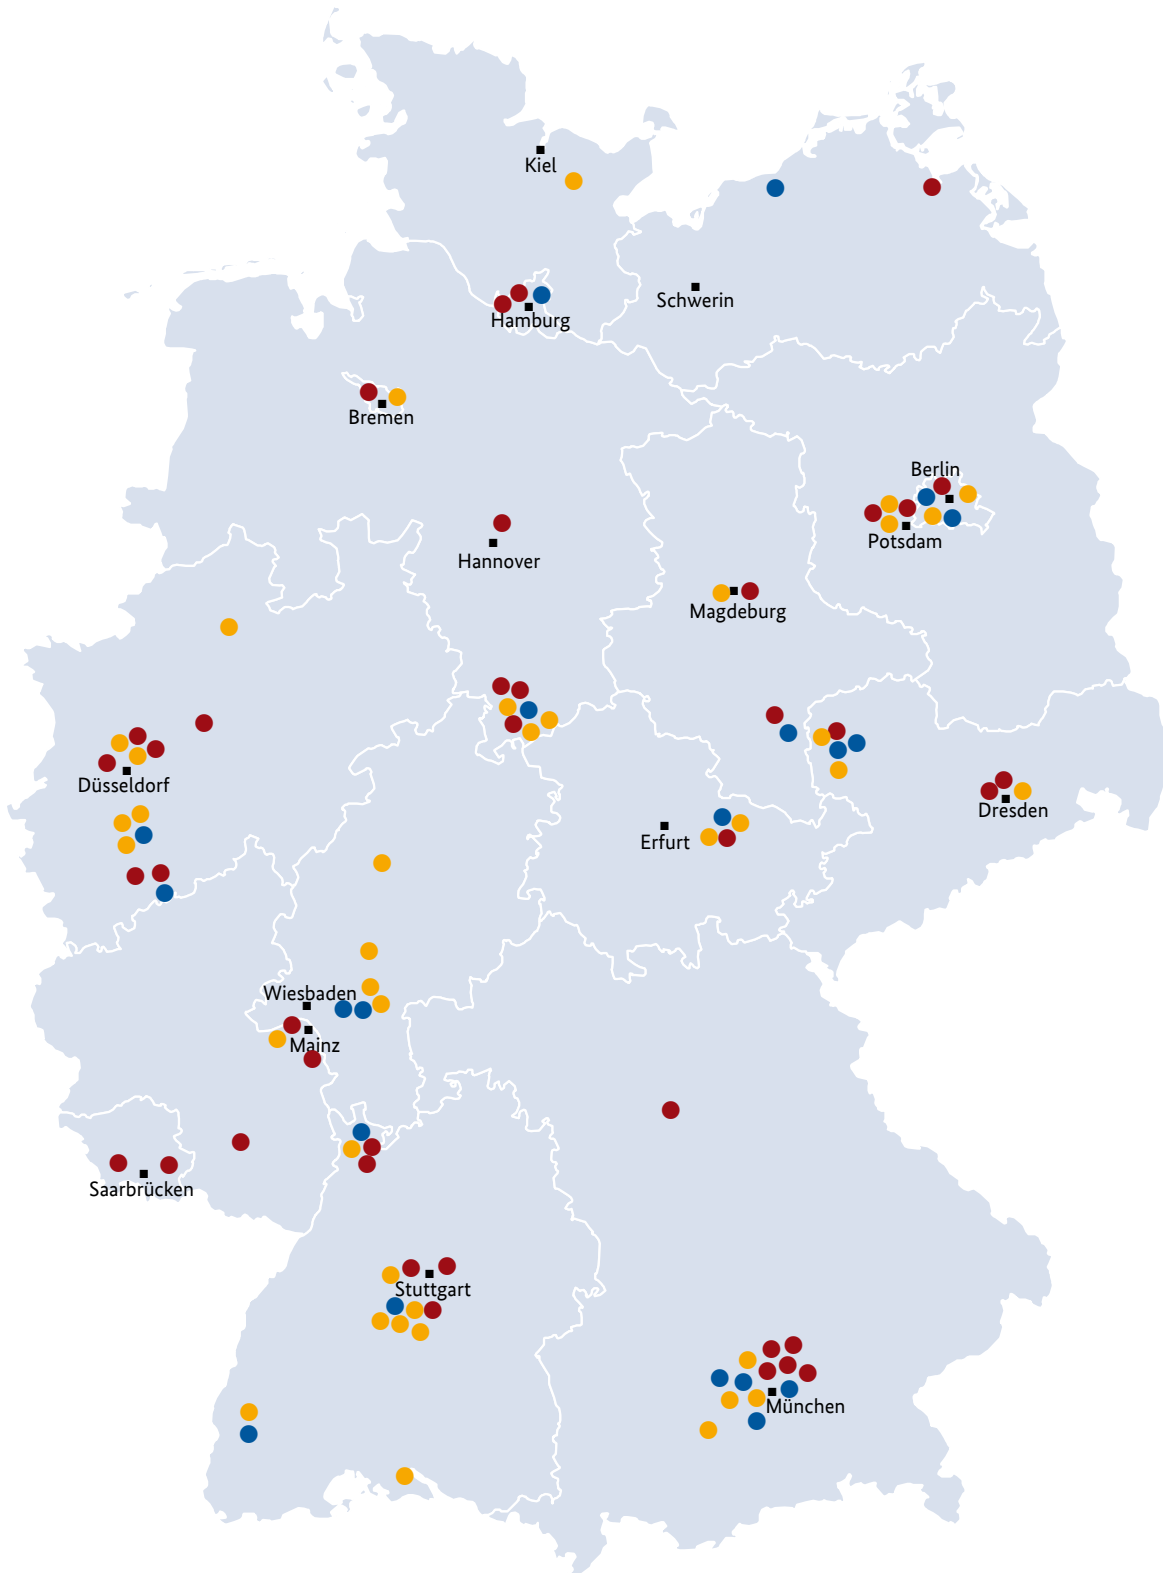 Kiel
Schwerin
Hamburg
Bremen
Berlin
Potsdam
Hannover
Magdeburg
Düsseldorf
Dresden
Erfurt
Wiesbaden
Mainz
Saarbrücken
Stuttgart
München